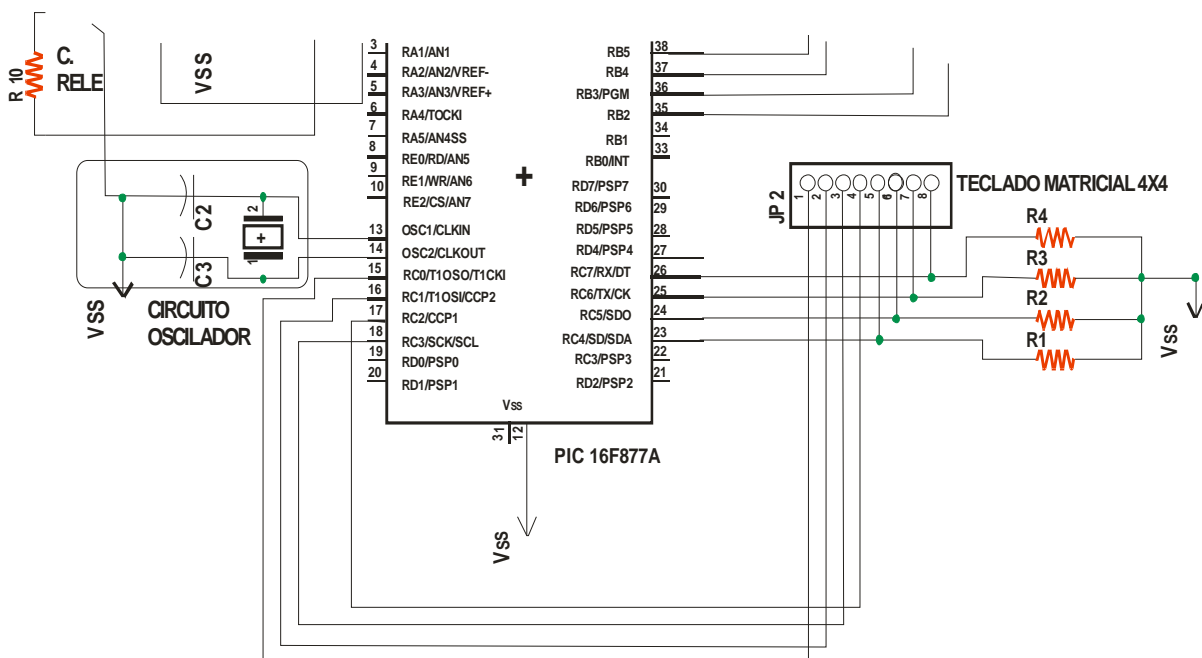 R 10
C.
RELE
VSS
3
RA1/AN1
4
RA2/AN2/VREF-
5
RA3/AN3/VREF+
6
RA4/TOCKI
7
RA5/AN4SS
8
RE0/RD/AN5
9
RE1/WR/AN6
10
RE2/CS/AN7
13
OSC1/CLKIN
14
OSC2/CLKOUT
15
RC0/T1OSO/T1CKI
16
RC1/T1OSI/CCP2
17
RC2/CCP1
18
RC3/SCK/SCL
19
RD0/PSP0
20
RD1/PSP1
+
RB5
38
RB4
37
RB3/PGM
36
RB2
35
RB1
34
RB0/INT
33
RD7/PSP7
30
RD6/PSP6
29
RD5/PSP5
28
RD4/PSP4
27
RC7/RX/DT
26
RC6/TX/CK
25
RC5/SDO
24
RC4/SD/SDA
23
RC3/PSP3
22
RD2/PSP2
21
Vss
31
12
PIC 16F877A
Vss
C2
C3
2
+
1
VSS
CIRCUITO
OSCILADOR
JP 2
1
2
3
4
5
6
7
8
TECLADO MATRICIAL 4X4
R4
R3
R2
R1
Vss